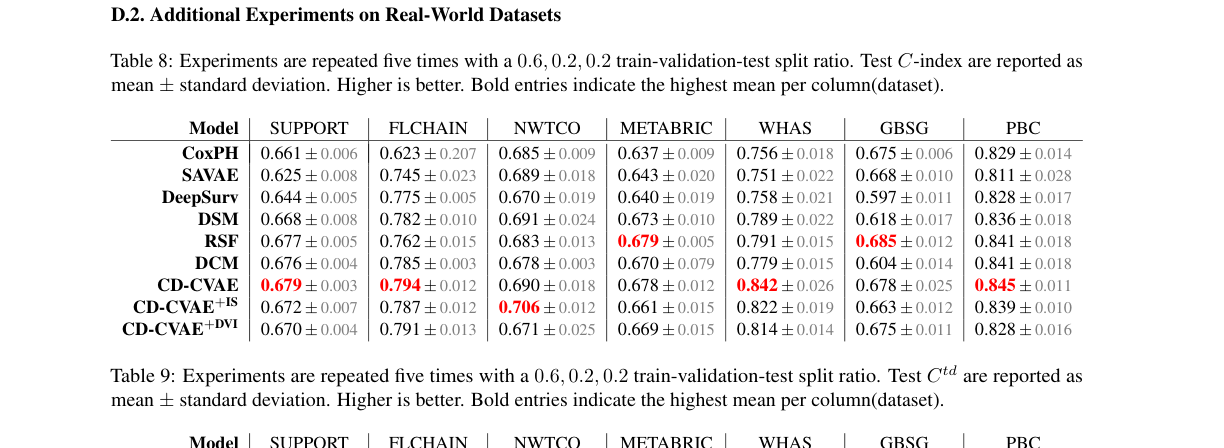 D.2. Additional Experiments on Real-World Datasets
Table 8: Experiments are repeated five times with a 0.6, 0.2, 0.2 train-validation-test split ratio. Test C-index are reported as
mean ± standard deviation. Higher is better. Bold entries indicate the highest mean per column(dataset).
Model SUPPORT FLCHAIN NWTCO METABRIC WHAS GBSG PBC
CoxPH 0.661 ± 0.006 0.623 ± 0.207 0.685 ± 0.009 0.637 ± 0.009 0.756 ± 0.018 0.675 ± 0.006 0.829 ± 0.014
SAVAE 0.625 ± 0.008 0.745 ± 0.023 0.689 ± 0.018 0.643 ± 0.020 0.751 ± 0.022 0.668 ± 0.010 0.811 ± 0.028
DeepSurv 0.644 ± 0.005 0.775 ± 0.005 0.670 ± 0.019 0.640 ± 0.019 0.758 ± 0.021 0.597 ± 0.011 0.828 ± 0.017
DSM 0.668 ± 0.008 0.782 ± 0.010 0.691 ± 0.024 0.673 ± 0.010 0.789 ± 0.022 0.618 ± 0.017 0.836 ± 0.018
RSF 0.677 ± 0.005 0.762 ± 0.015 0.683 ± 0.013 0.679 ± 0.005 0.791 ± 0.015 0.685 ± 0.012 0.841 ± 0.018
DCM 0.676 ± 0.004 0.785 ± 0.003 0.678 ± 0.003 0.670 ± 0.079 0.779 ± 0.015 0.604 ± 0.014 0.841 ± 0.018
CD-CVAE 0.679 ± 0.003 0.794 ± 0.012 0.690 ± 0.018 0.678 ± 0.012 0.842 ± 0.026 0.678 ± 0.025 0.845 ± 0.011
CD-CVAE+IS 0.672 ± 0.007 0.787 ± 0.012 0.706 ± 0.012 0.661 ± 0.015 0.822 ± 0.019 0.663 ± 0.012 0.839 ± 0.010
CD-CVAE+DVI 0.670 ± 0.004 0.791 ± 0.013 0.671 ± 0.025 0.669 ± 0.015 0.814 ± 0.014 0.675 ± 0.011 0.828 ± 0.016
Table 9: Experiments are repeated five times with a 0.6, 0.2, 0.2 train-validation-test split ratio. Test C^td are reported as
mean ± standard deviation. Higher is better. Bold entries indicate the highest mean per column(dataset).
Model SUPPORT FLCHAIN NWTCO METABRIC WHAS GBSG PBC